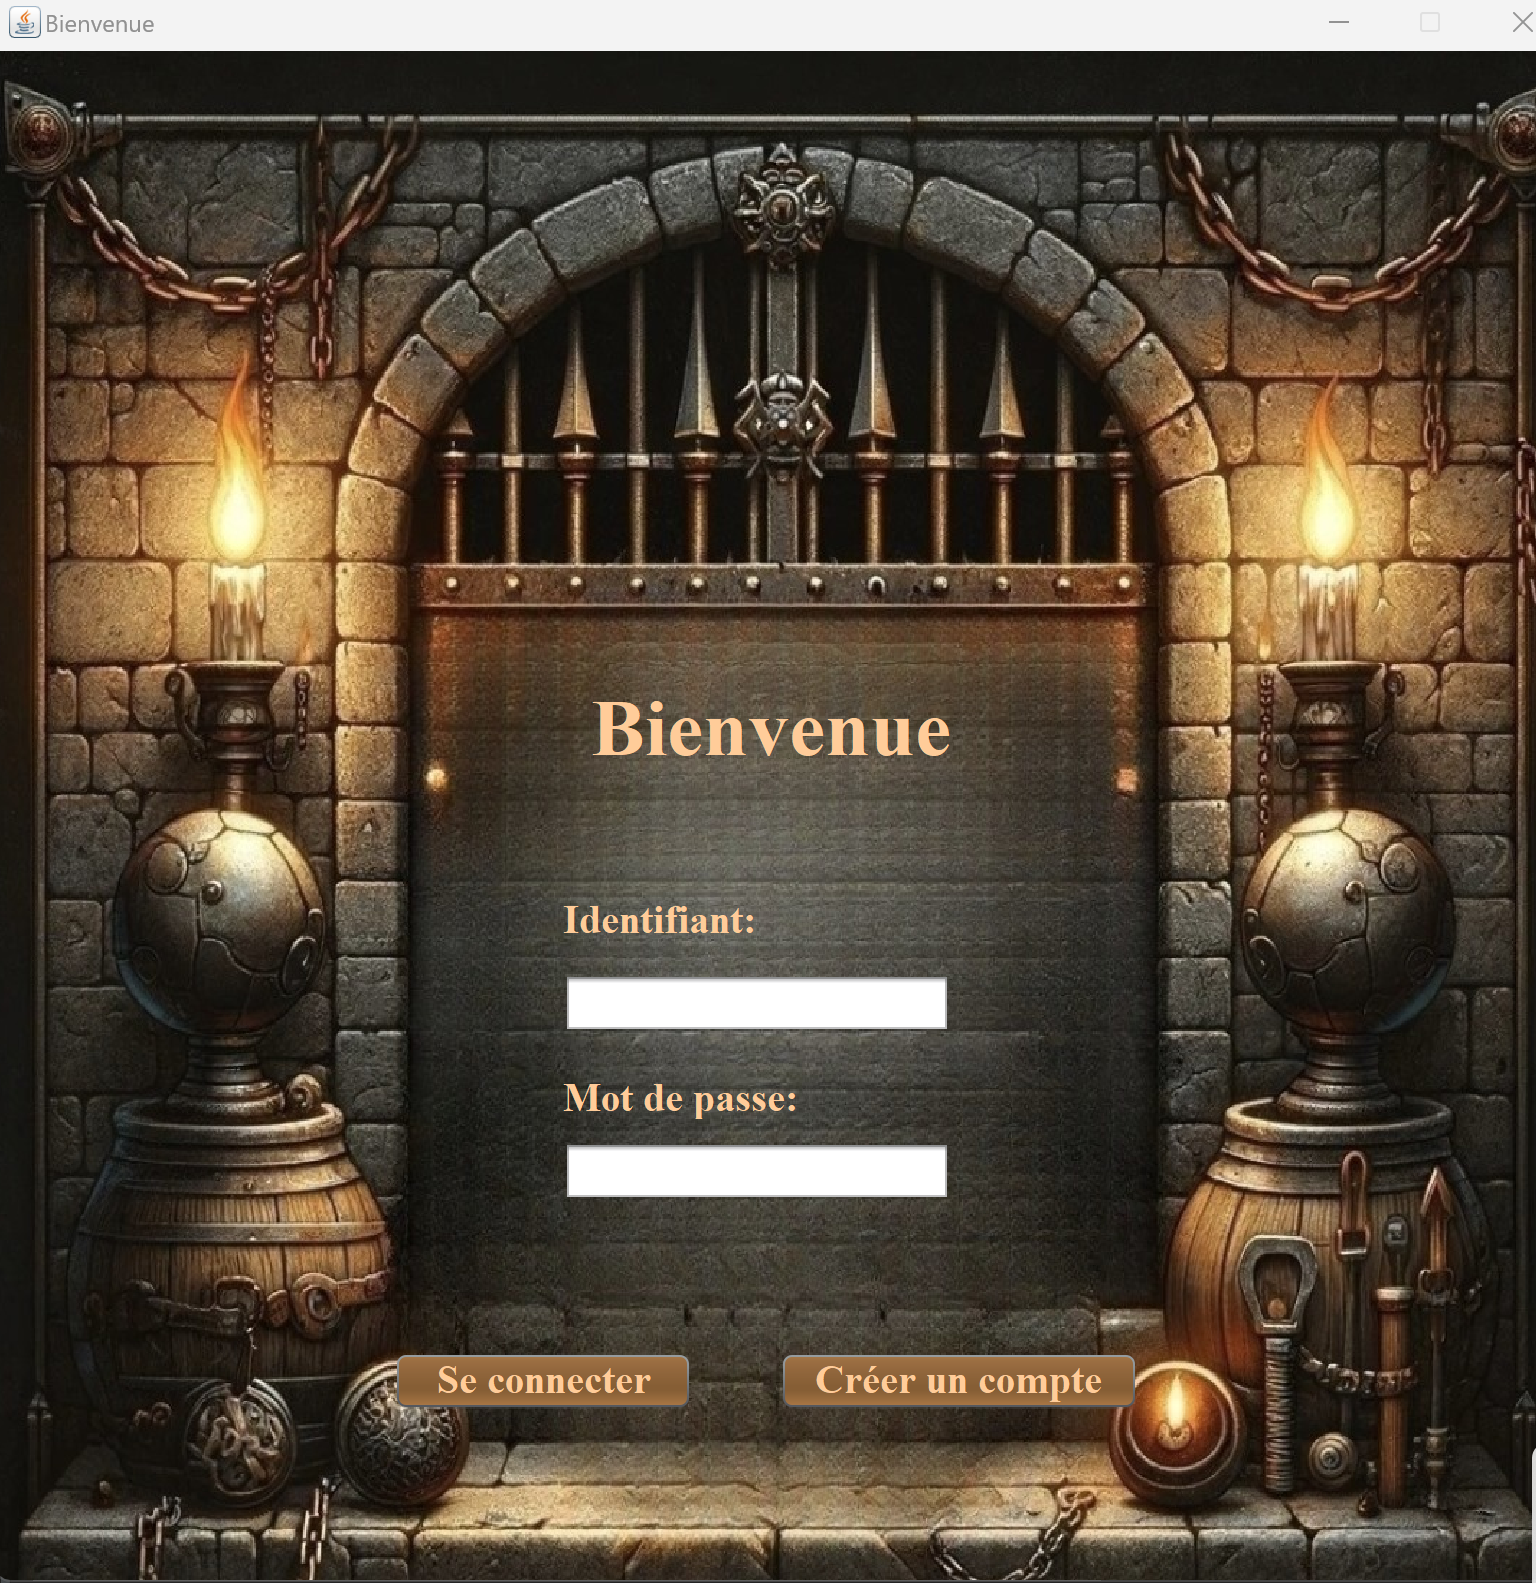 Bienvenue
Bienvenue
Identifiant:
Mot de passe:
Se connecter
Créer un compte